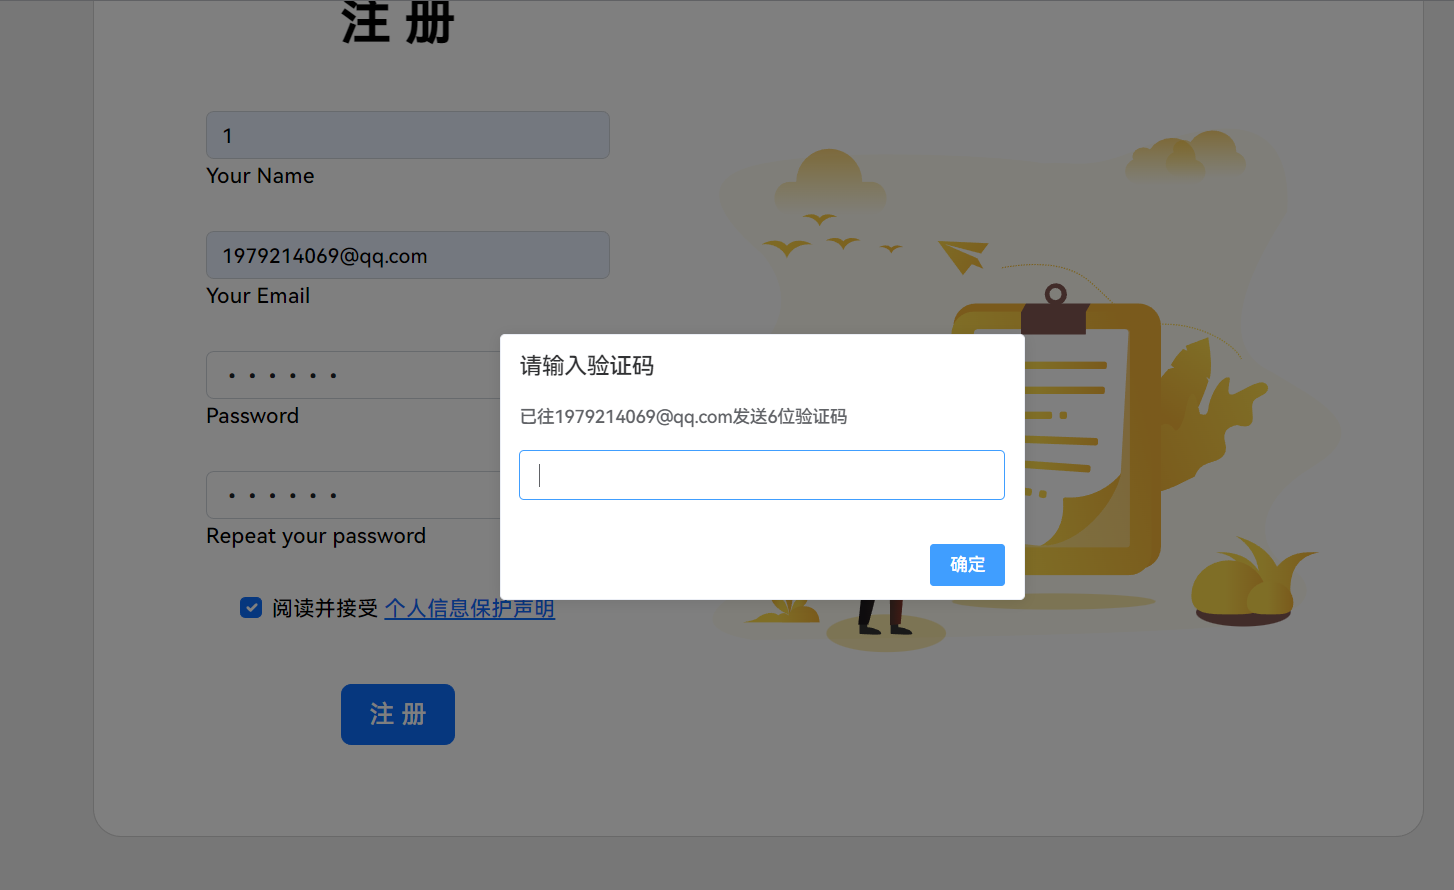 注 册
1
Your Name
1979214069@qq.com
Your Email
••••••
Password
••••••
Repeat your password
阅读并接受 个人信息保护声明
注 册
请输入验证码
已往1979214069@qq.com发送6位验证码
确定